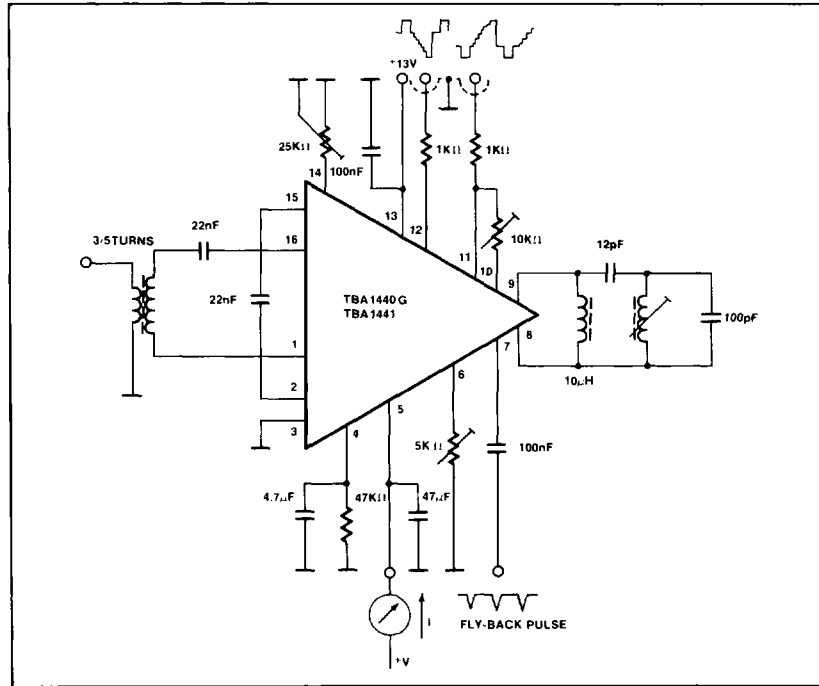 +13V
25KΩ
100nF
1KΩ
1KΩ
14
15
13
12
22nF
3/5 TURNS
16
11
10KΩ
10
12pF
9
TBA1440G
TBA1441
22nF
100pF
8
1
7
10μH
6
2
5
3
4
5KΩ
100nF
4.7μF
47KΩ
47μF
I
FLY-BACK PULSE
+V